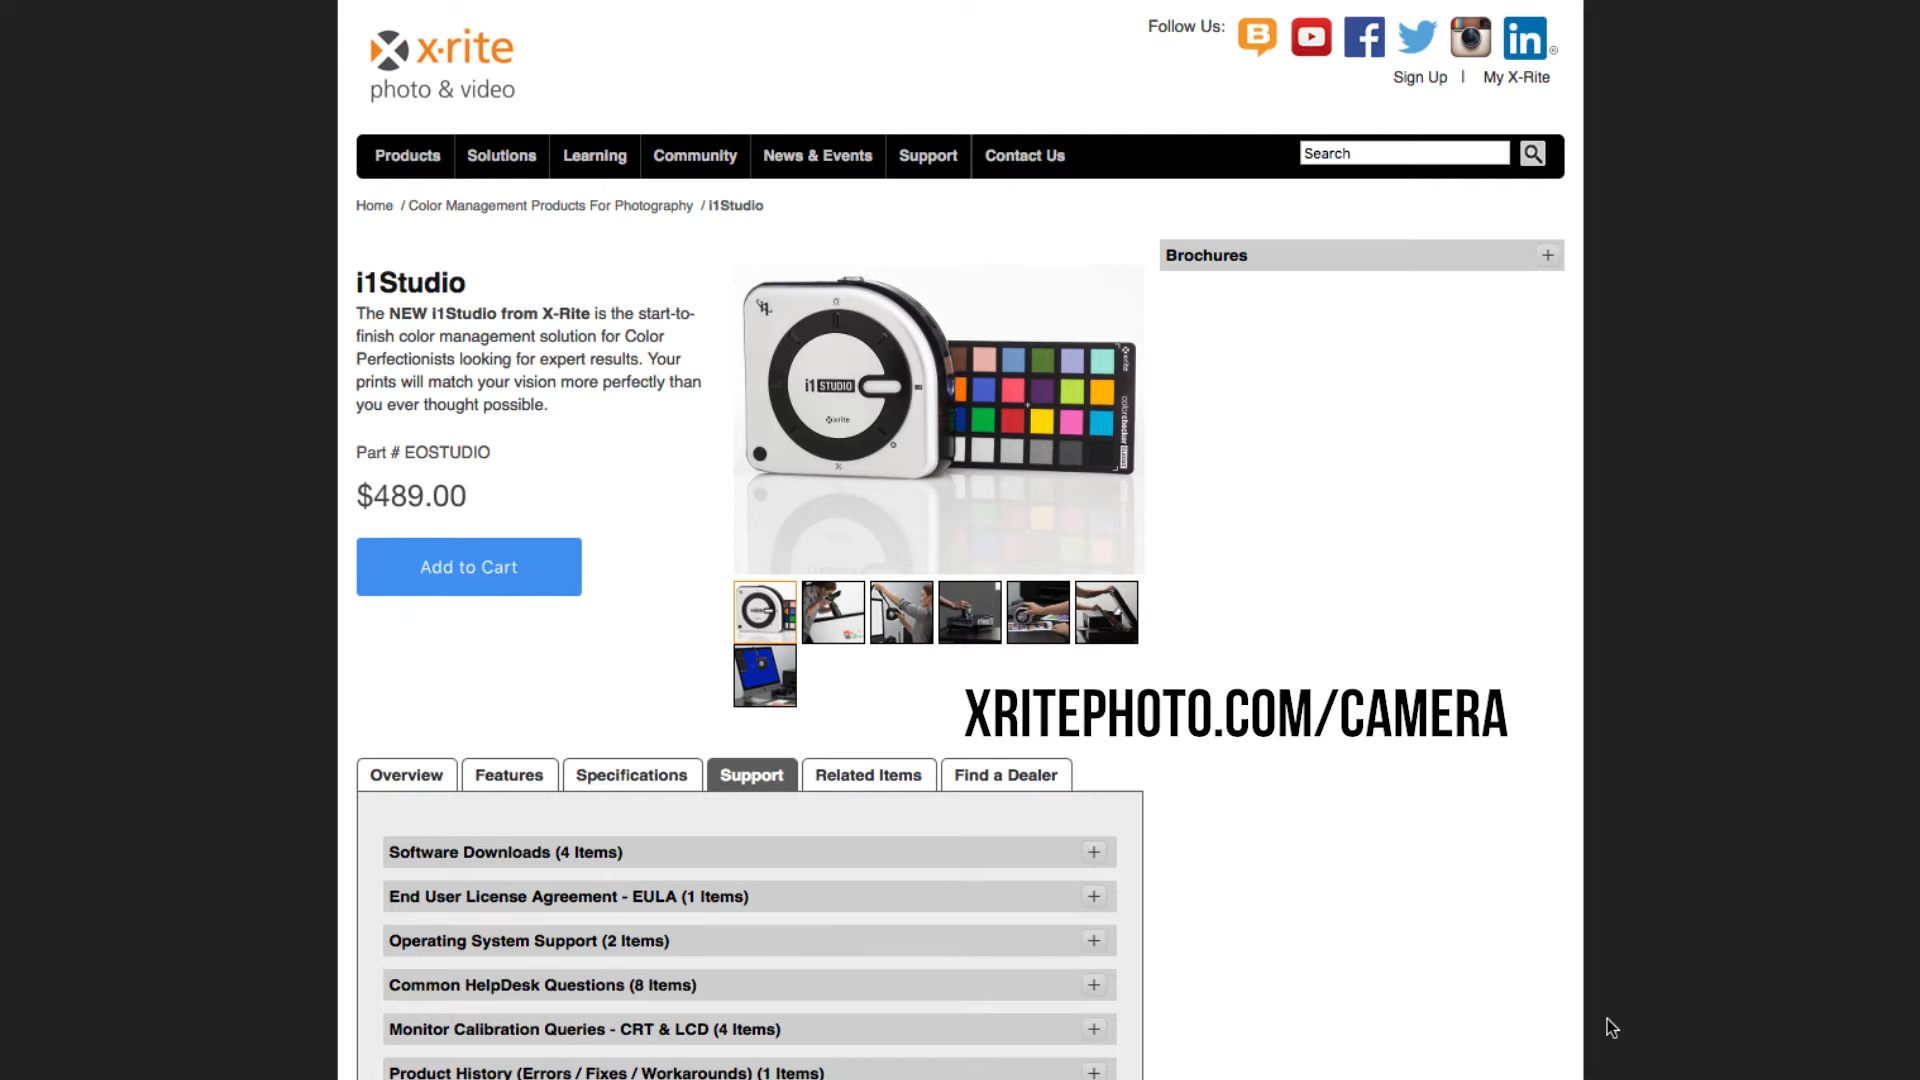 x·rite
photo & video
Follow Us:
Sign Up | My X-Rite
Products Solutions Learning Community News & Events Support Contact Us Search
Home / Color Management Products For Photography / i1Studio
Brochures
i1Studio
The NEW i1Studio from X-Rite is the start-to-
finish color management solution for Color
Perfectionists looking for expert results. Your
prints will match your vision more perfectly than
you ever thought possible.
Part # EOSTUDIO
$489.00
Add to Cart
i1 STUDIO
x·rite
XRITEPHOTO.COM/CAMERA
Overview Features Specifications Support Related Items Find a Dealer
Software Downloads (4 Items)
End User License Agreement - EULA (1 Items)
Operating System Support (2 Items)
Common HelpDesk Questions (8 Items)
Monitor Calibration Queries - CRT & LCD (4 Items)
Product History (Errors / Fixes / Workarounds) (1 Items)